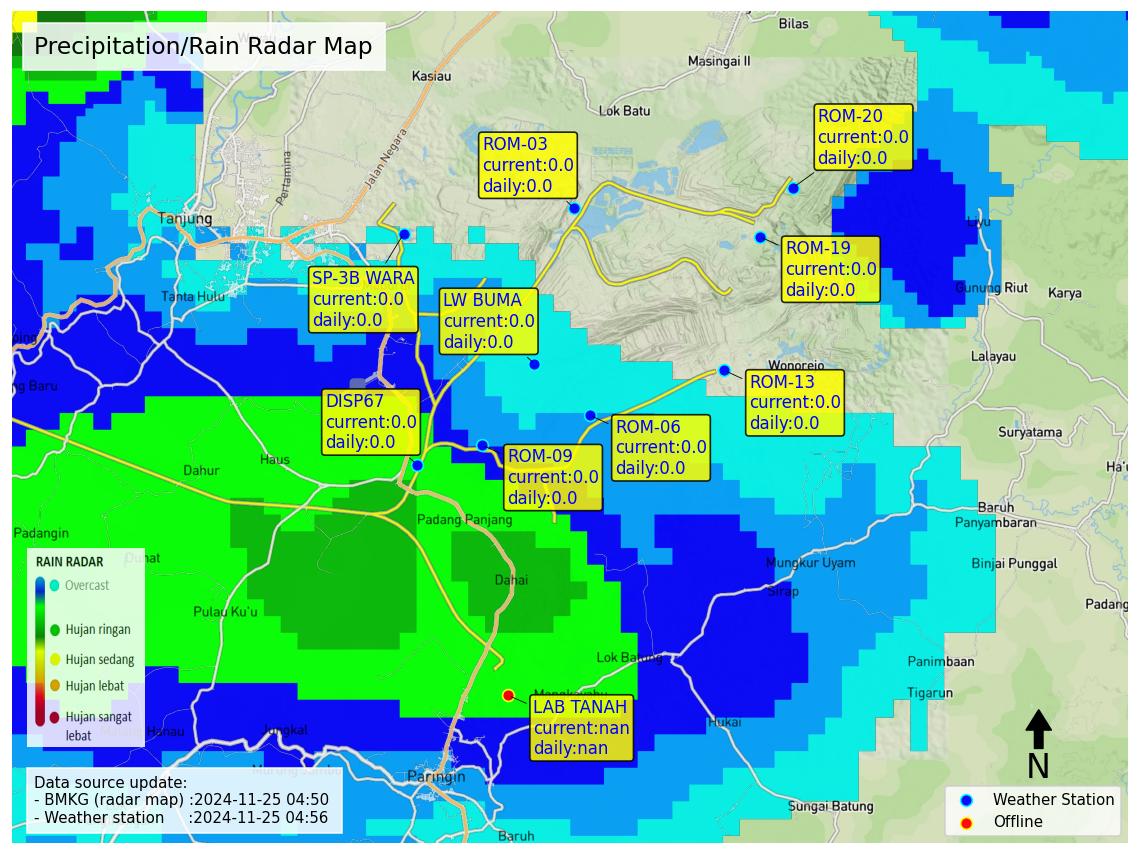 Precipitation/Rain Radar Map
Bilas
Masingai II
Kasiau
Lok Batu
Jalan Negara
Pertamina
ROM-20
current:0.0
daily:0.0
ROM-03
current:0.0
daily:0.0
Tanjung
Liyu
ROM-19
current:0.0
daily:0.0
SP-3B WARA
current:0.0
daily:0.0
LW BUMA
current:0.0
daily:0.0
Tanta Hulu
Gunung Riut
Karya
Lalayau
Wonorejo
ROM-13
current:0.0
daily:0.0
ng Baru
DISP67
current:0.0
daily:0.0
ROM-06
current:0.0
daily:0.0
ROM-09
current:0.0
daily:0.0
Suryatama
Haus
Dahur
Ha'u
Baruh
Panyambaran
Padang Panjang
Padangin
Dahai
Mungkur Uyam
Sirap
Binjai Punggal
Padang
Pulau Ku'u
RAIN RADAR
Overcast
Hujan ringan
Hujan sedang
Hujan lebat
Hujan sangat
lebat
Lok Batung
Panimbaan
Tigarun
LAB TANAH
current:nan
daily:nan
Hukai
Jungkal
Paringin
Sungai Batung
Baruh
N
Data source update:
- BMKG (radar map) :2024-11-25 04:50
- Weather station :2024-11-25 04:56
Weather Station
Offline